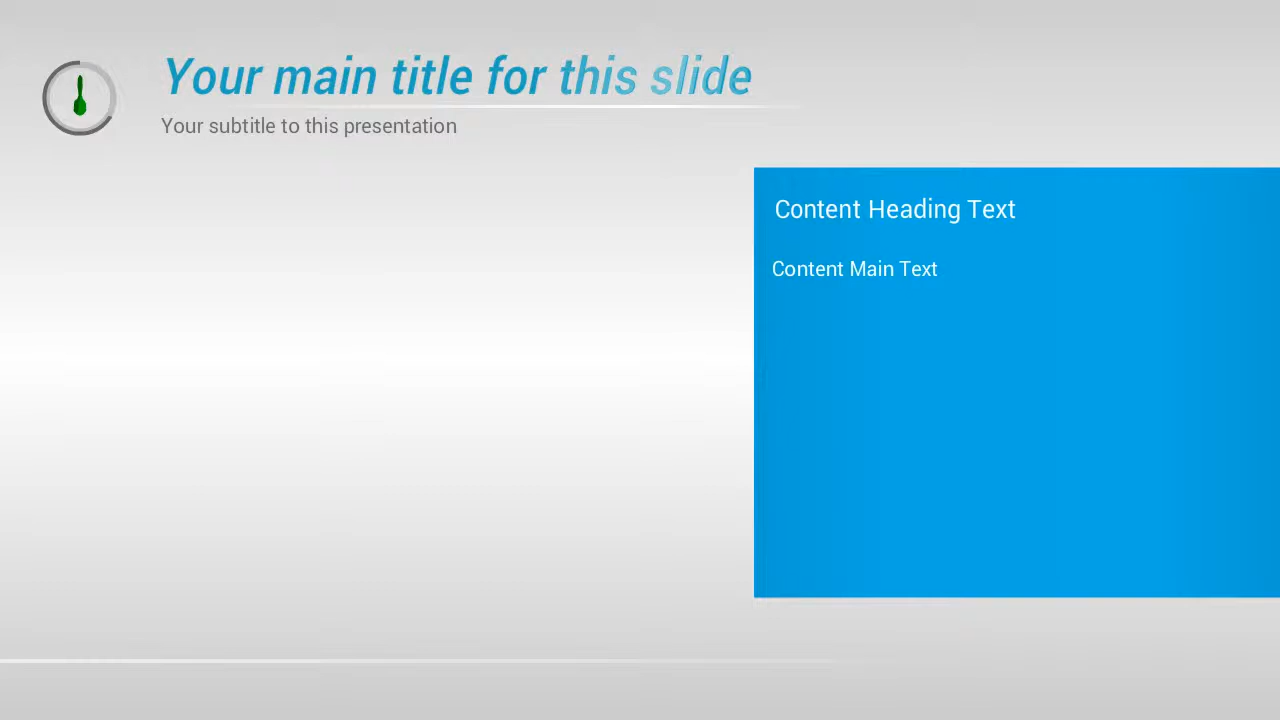 Your main title for this slide
Your subtitle to this presentation
Content Heading Text
Content Main Text